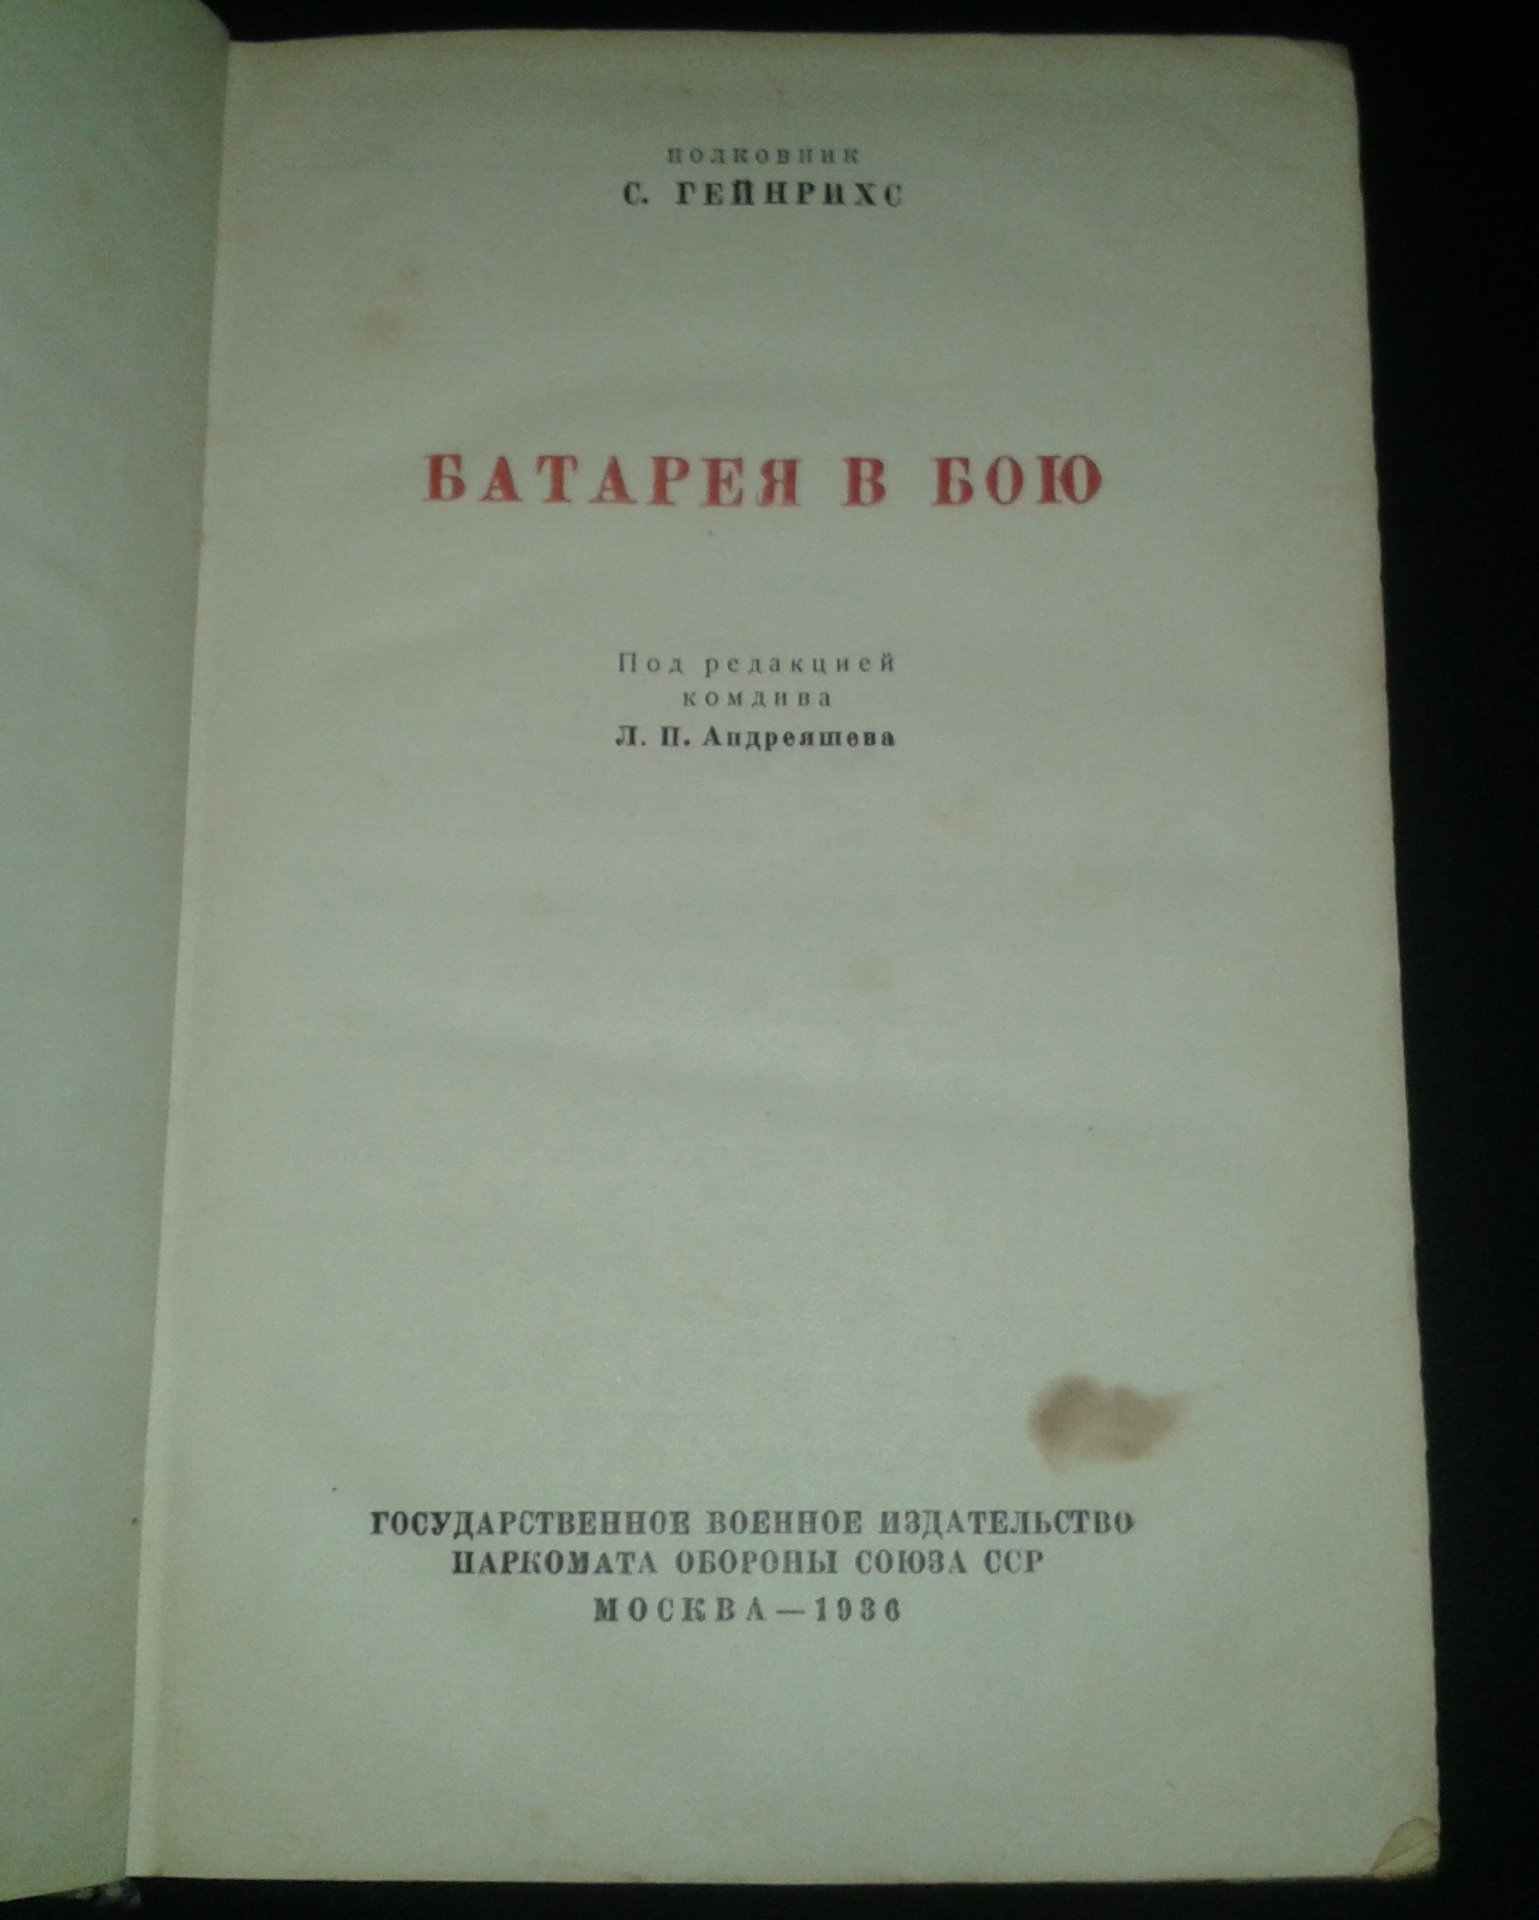 полковник
С. ГЕЙНРИХС
БАТАРЕЯ В БОЮ
Под редакцией
комдива
Л. П. Андреяшева
ГОСУДАРСТВЕННОЕ ВОЕННОЕ ИЗДАТЕЛЬСТВО
НАРКОМАТА ОБОРОНЫ СОЮЗА ССР
МОСКВА — 1936